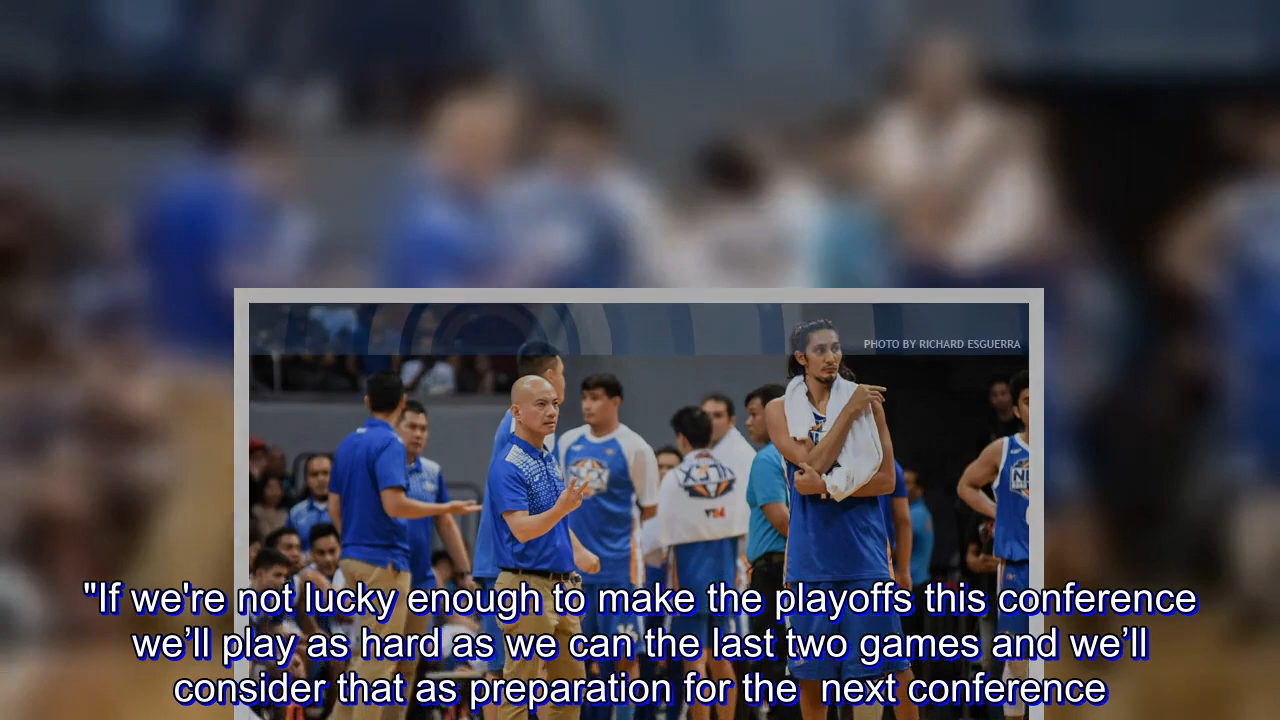 PHOTO BY RICHARD ESGUERRA
"If we're not lucky enough to make the playoffs this conference
we’ll play as hard as we can the last two games and we’ll
consider that as preparation for the  next conference